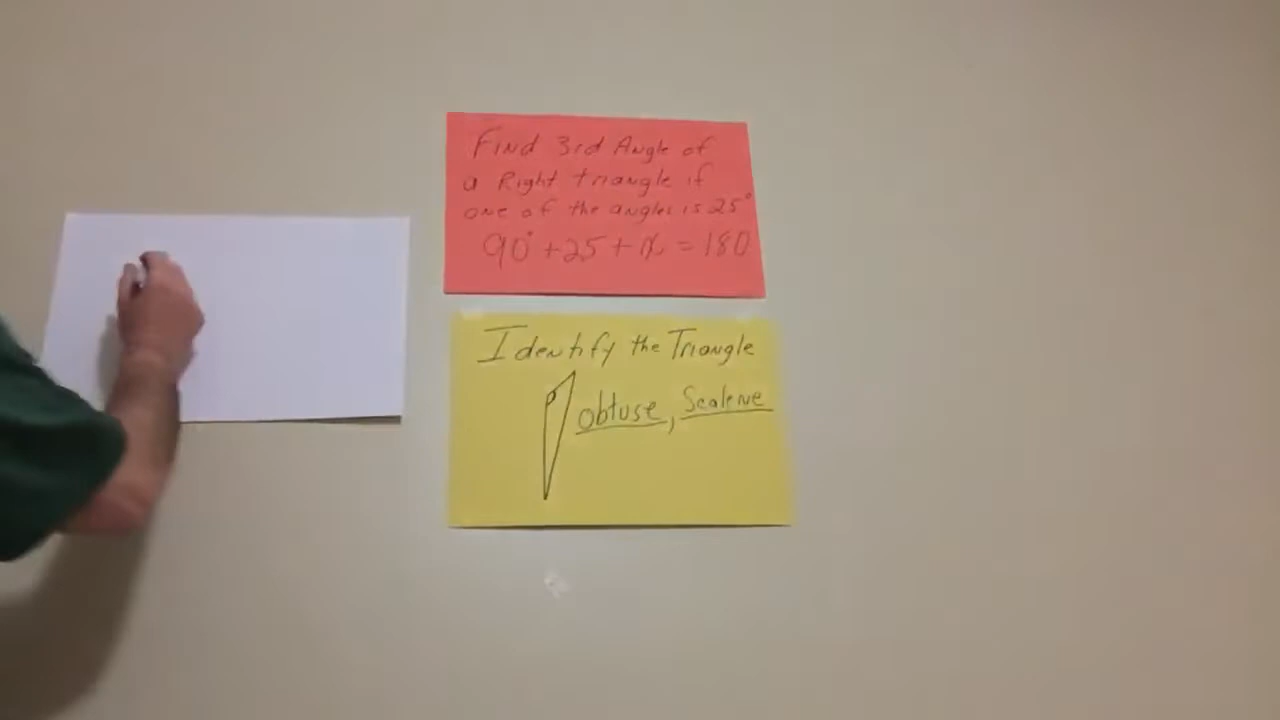 Find 3rd Angle of
a Right triangle if
one of the angles is 25°
90° + 25 + x = 180
Identify the Triangle
obtuse, Scalene